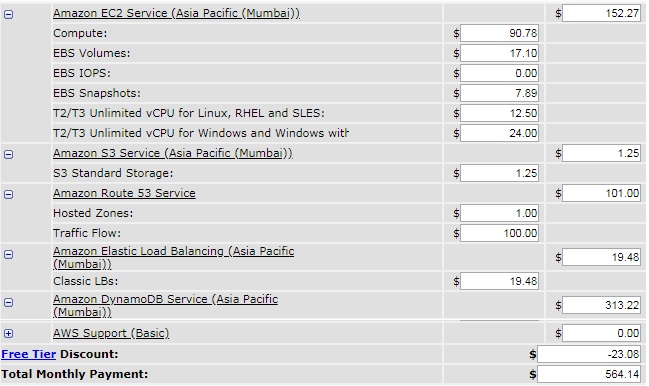 Amazon EC2 Service (Asia Pacific (Mumbai)) $ 152.27
Compute: $ 90.78
EBS Volumes: $ 17.10
EBS IOPS: $ 0.00
EBS Snapshots: $ 7.89
T2/T3 Unlimited vCPU for Linux, RHEL and SLES: $ 12.50
T2/T3 Unlimited vCPU for Windows and Windows with $ 24.00
Amazon S3 Service (Asia Pacific (Mumbai)) $ 1.25
S3 Standard Storage: $ 1.25
Amazon Route 53 Service $ 101.00
Hosted Zones: $ 1.00
Traffic Flow: $ 100.00
Amazon Elastic Load Balancing (Asia Pacific
(Mumbai)) $ 19.48
Classic LBs: $ 19.48
Amazon DynamoDB Service (Asia Pacific
(Mumbai)) $ 313.22
AWS Support (Basic) $ 0.00
Free Tier Discount: $ -23.08
Total Monthly Payment: $ 564.14